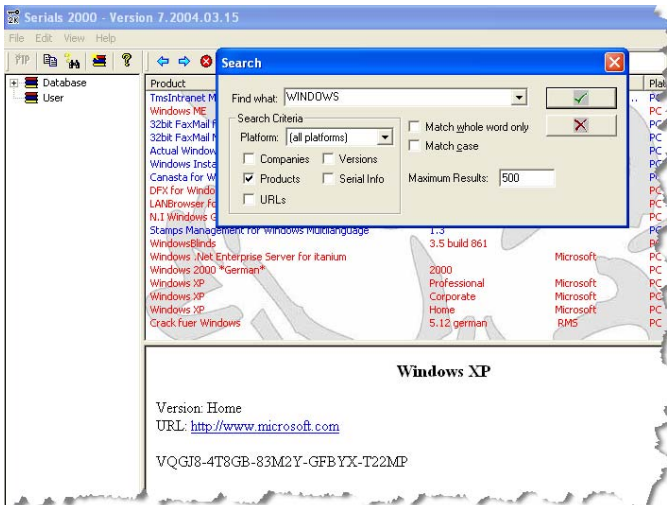 Serials 2000 - Version 7.2004.03.15
File Edit View Help
Database
User
Product
TmsIntranet M
Windows ME
32bit FaxMail f
32bit FaxMail
Actual Window
Windows Insta
Canasta for W
DFX for Windo
LANBrowser fo
N.I Windows
Search
Find what: WINDOWS
Search Criteria
Platform: (all platforms)
Companies Versions
Products Serial Info
URLs
Match whole word only
Match case
Maximum Results: 500
Stamps Management for Windows Multilanguage 1.3
WindowsBlinds 3.5 build 861 PC
Windows .Net Enterprise Server for itanium Microsoft PC
Windows 2000 *German* 2000 PC
Windows XP Professional Microsoft PC
Windows XP Corporate Microsoft PC
Windows XP Home Microsoft PC
Crack fuer Windows 5.12 german RMS PC
Windows XP
Version: Home
URL: http://www.microsoft.com
VQGJ8-4T8GB-83M2Y-GFBYX-T22MP